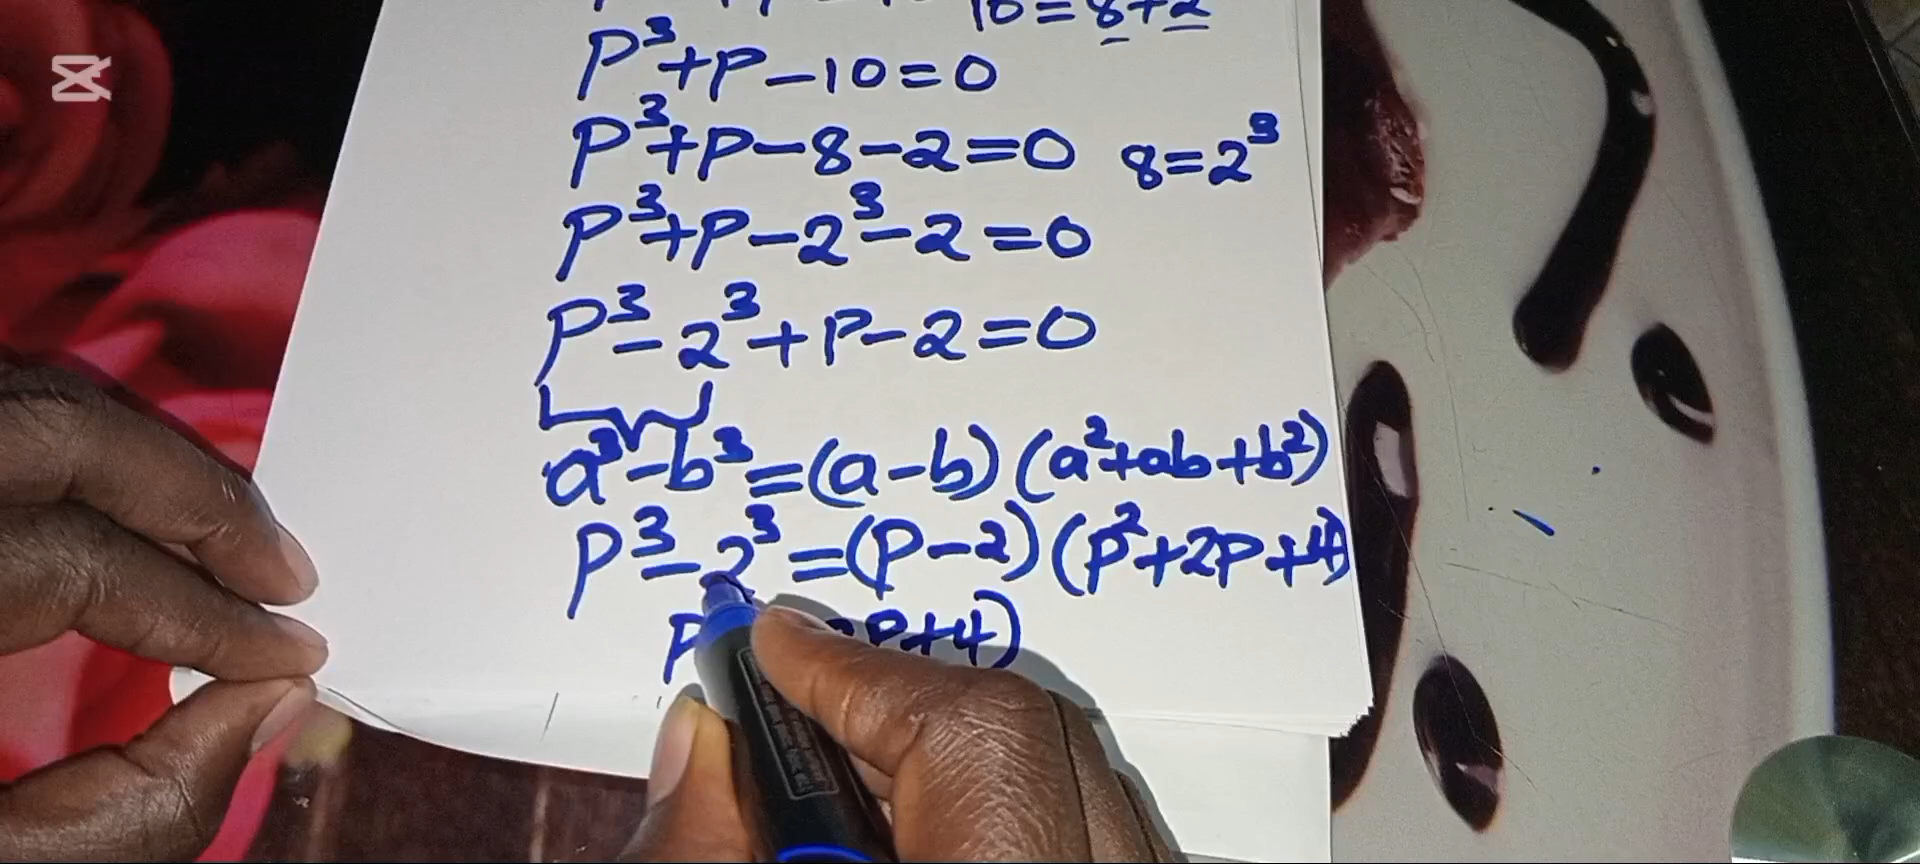 10=8+2
p³+p-10=0
p³+p-8-2=0 8=2³
p³+p-2³-2=0
p³-2³+p-2=0
a³-b³=(a-b)(a²+ab+b²)
p³-2³=(p-2)(p²+2p+4)
p+4)